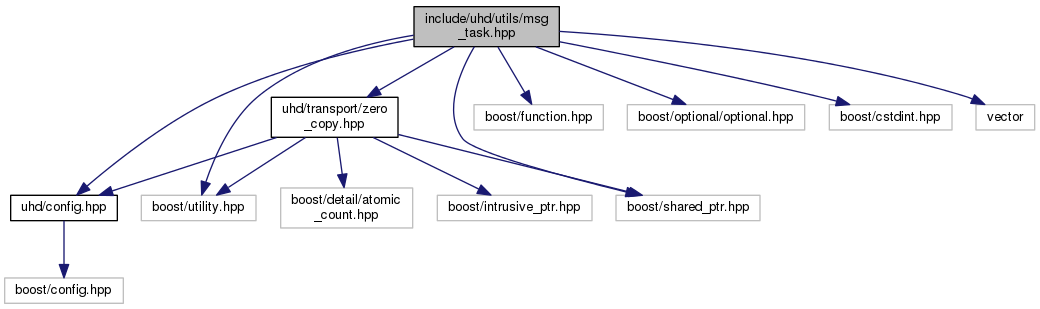 include/uhd/utils/msg
_task.hpp
uhd/transport/zero
_copy.hpp
boost/function.hpp
boost/optional/optional.hpp
boost/cstdint.hpp
vector
uhd/config.hpp
boost/utility.hpp
boost/detail/atomic
_count.hpp
boost/intrusive_ptr.hpp
boost/shared_ptr.hpp
boost/config.hpp